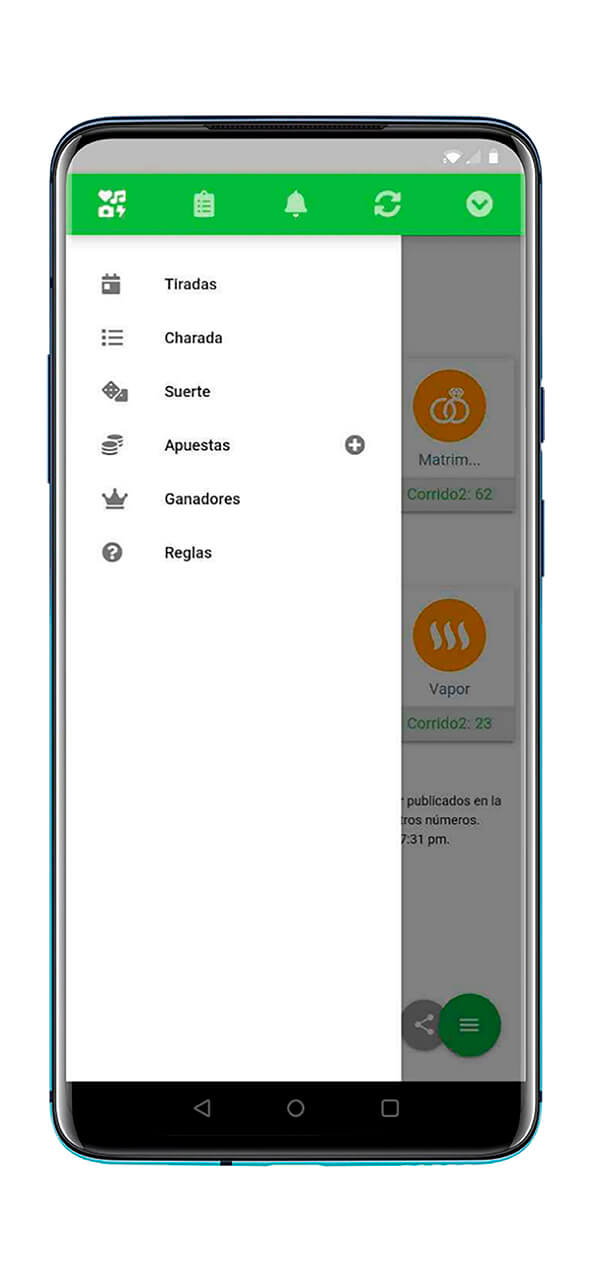 Tiradas
Charada
Suerte
Apuestas
Ganadores
Reglas
Matrim...
Corrido2: 62
Vapor
Corrido2: 23
publicados en la
tros números.
7:31 pm.